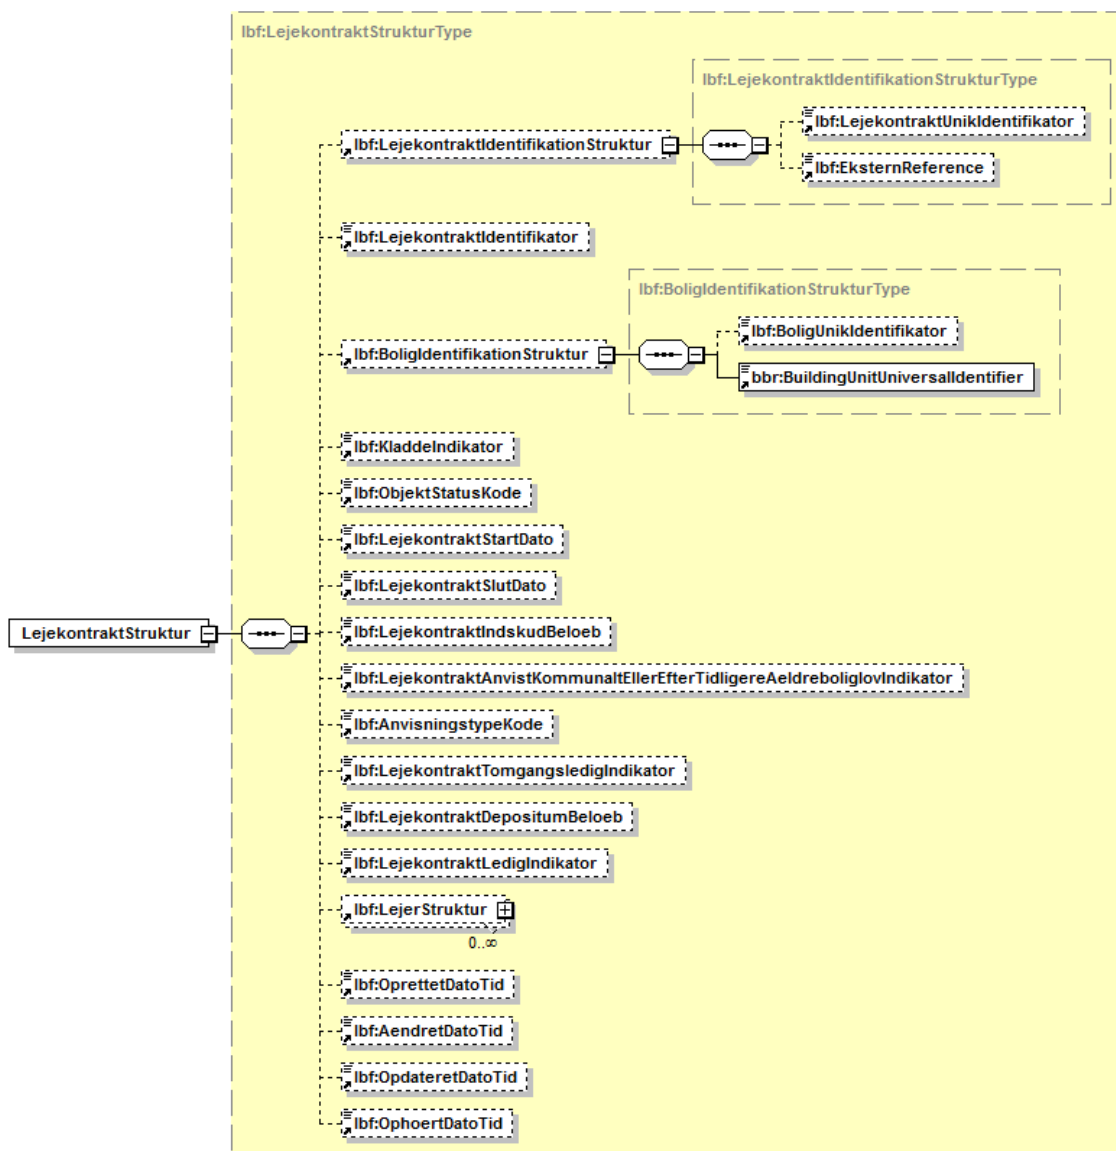 lbf:LejekontraktStrukturType
lbf:LejekontraktIdentifikationStrukturType
lbf:LejekontraktIdentifikationStruktur
lbf:LejekontraktUnikIdentifikator
lbf:EksternReference
lbf:LejekontraktIdentifikator
lbf:BoligIdentifikationStrukturType
lbf:BoligIdentifikationStruktur
lbf:BoligUnikIdentifikator
bbr:BuildingUnitUniversalIdentifier
lbf:KladdeIndikator
lbf:ObjektStatusKode
lbf:LejekontraktStartDato
lbf:LejekontraktSlutDato
LejekontraktStruktur
lbf:LejekontraktIndskudBeloeb
lbf:LejekontraktAnvistKommunaltEllerEfterTidligereAeldreboliglovIndikator
lbf:AnvisningstypeKode
lbf:LejekontraktTomgangsledigIndikator
lbf:LejekontraktDepositumBeloeb
lbf:LejekontraktLedigIndikator
lbf:LejerStruktur
0..∞
lbf:OprettetDatoTid
lbf:AendretDatoTid
lbf:OpdateretDatoTid
lbf:OphoertDatoTid